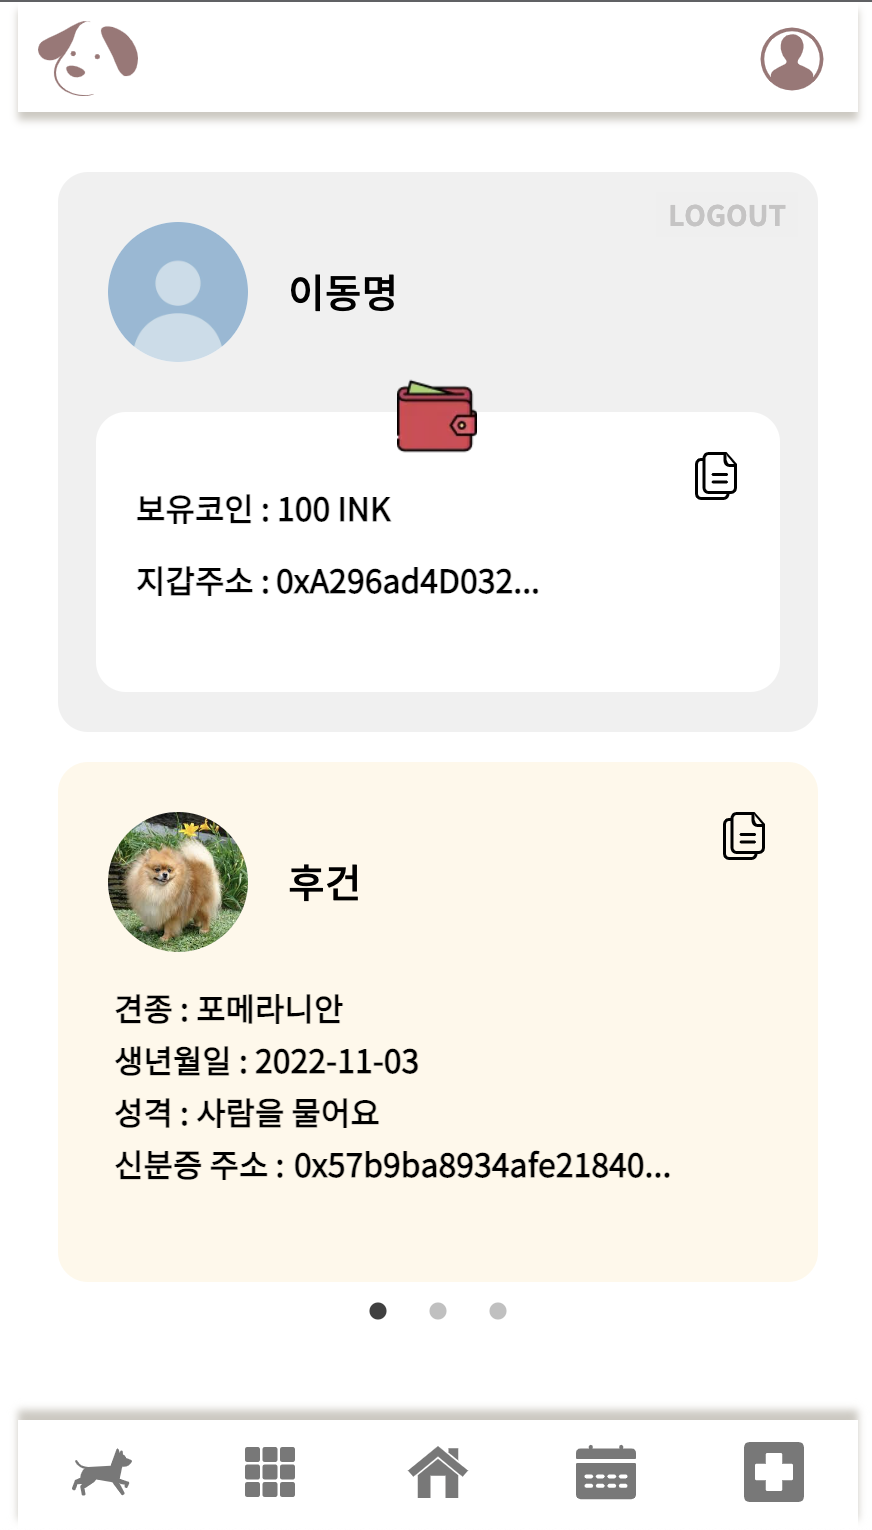 LOGOUT
이동명
보유코인 : 100 INK
지갑주소 : 0xA296ad4D032...
후건
견종 : 포메라니안
생년월일 : 2022-11-03
성격 : 사람을 물어요
신분증 주소 : 0x57b9ba8934afe21840...